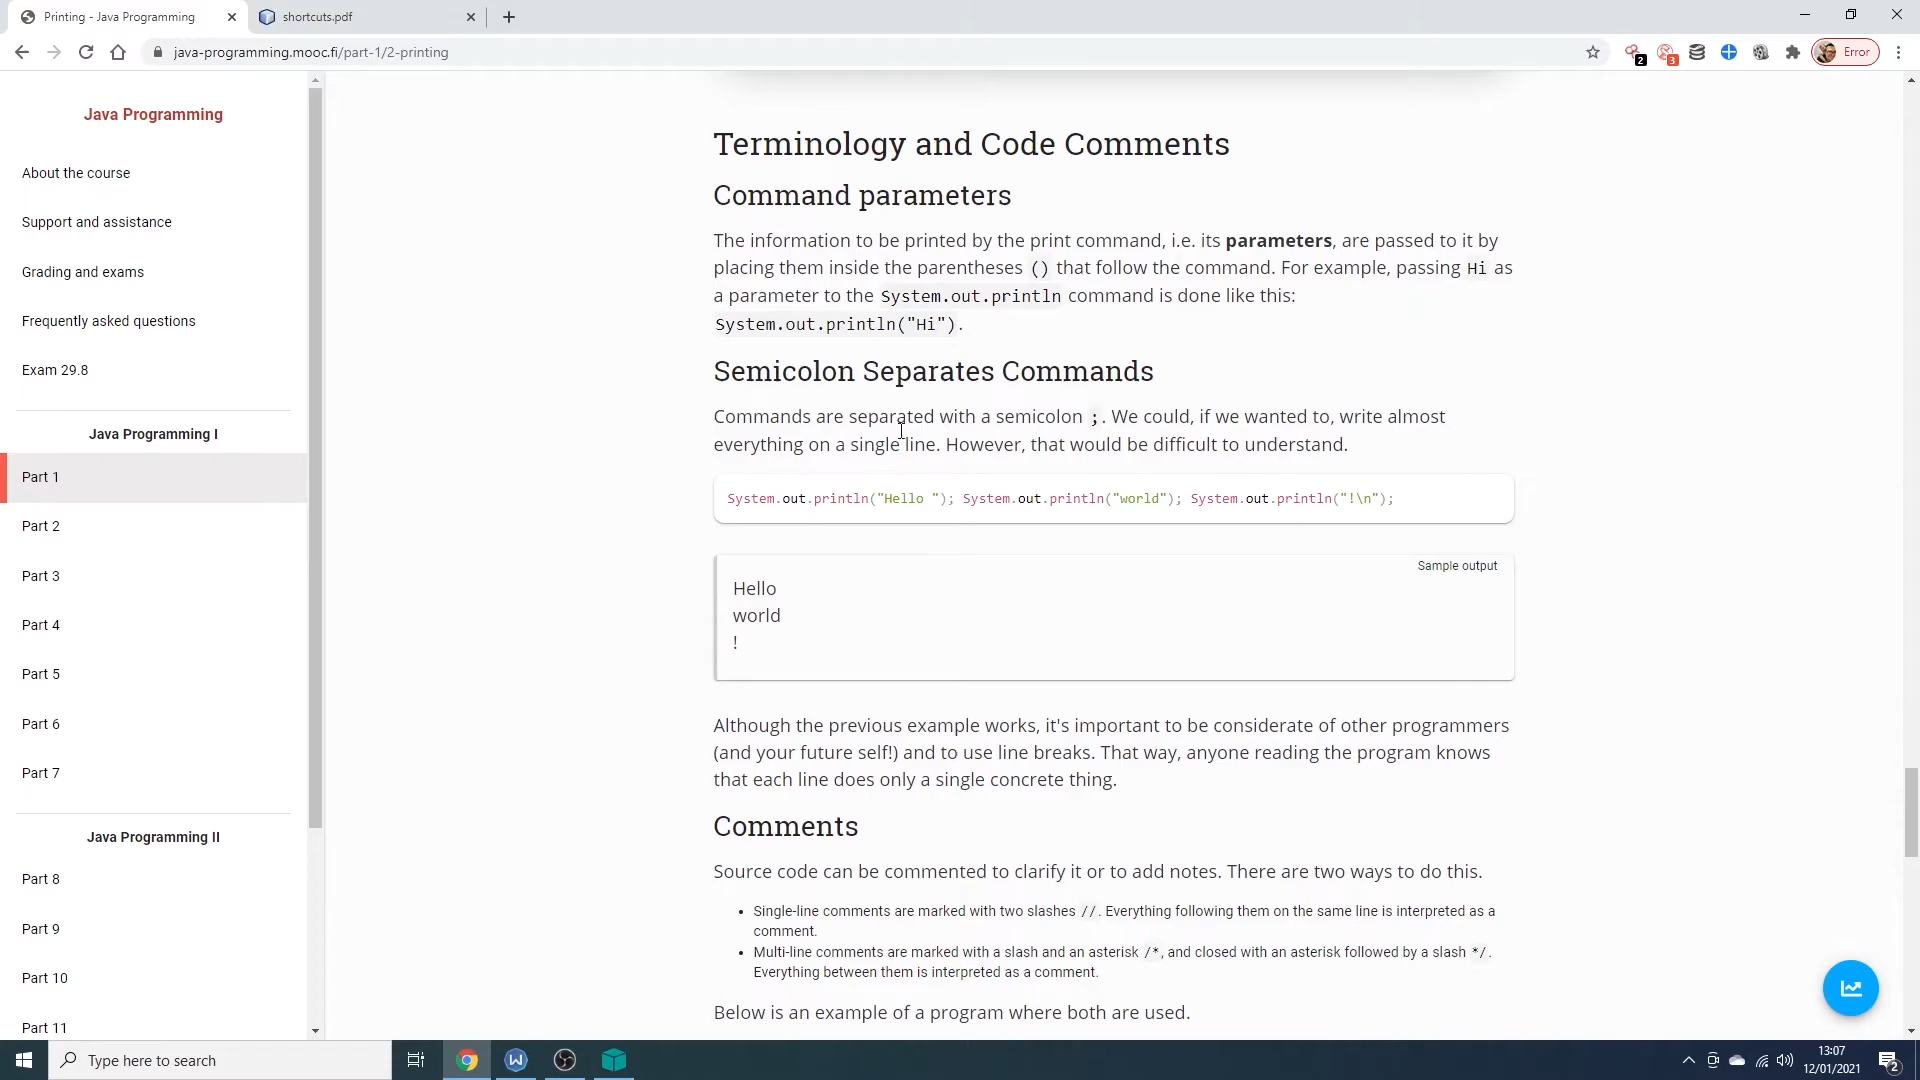 Printing - Java Programming
shortcuts.pdf
java-programming.mooc.fi/part-1/2-printing
2
3
Error
Java Programming
About the course
Support and assistance
Grading and exams
Frequently asked questions
Exam 29.8
Java Programming I
Part 1
Part 2
Part 3
Part 4
Part 5
Part 6
Part 7
Java Programming II
Part 8
Part 9
Part 10
Part 11
Terminology and Code Comments
Command parameters
The information to be printed by the print command, i.e. its parameters, are passed to it by
placing them inside the parentheses () that follow the command. For example, passing Hi as
a parameter to the System.out.println command is done like this:
System.out.println("Hi").
Semicolon Separates Commands
Commands are separated with a semicolon ;. We could, if we wanted to, write almost
everything on a single line. However, that would be difficult to understand.
System.out.println("Hello "); System.out.println("world"); System.out.println("!\n");
Sample output
Hello
world
!
Although the previous example works, it's important to be considerate of other programmers
(and your future self!) and to use line breaks. That way, anyone reading the program knows
that each line does only a single concrete thing.
Comments
Source code can be commented to clarify it or to add notes. There are two ways to do this.
• Single-line comments are marked with two slashes //. Everything following them on the same line is interpreted as a
comment.
• Multi-line comments are marked with a slash and an asterisk /*, and closed with an asterisk followed by a slash */.
Everything between them is interpreted as a comment.
Below is an example of a program where both are used.
Type here to search
W
13:07
12/01/2021
2